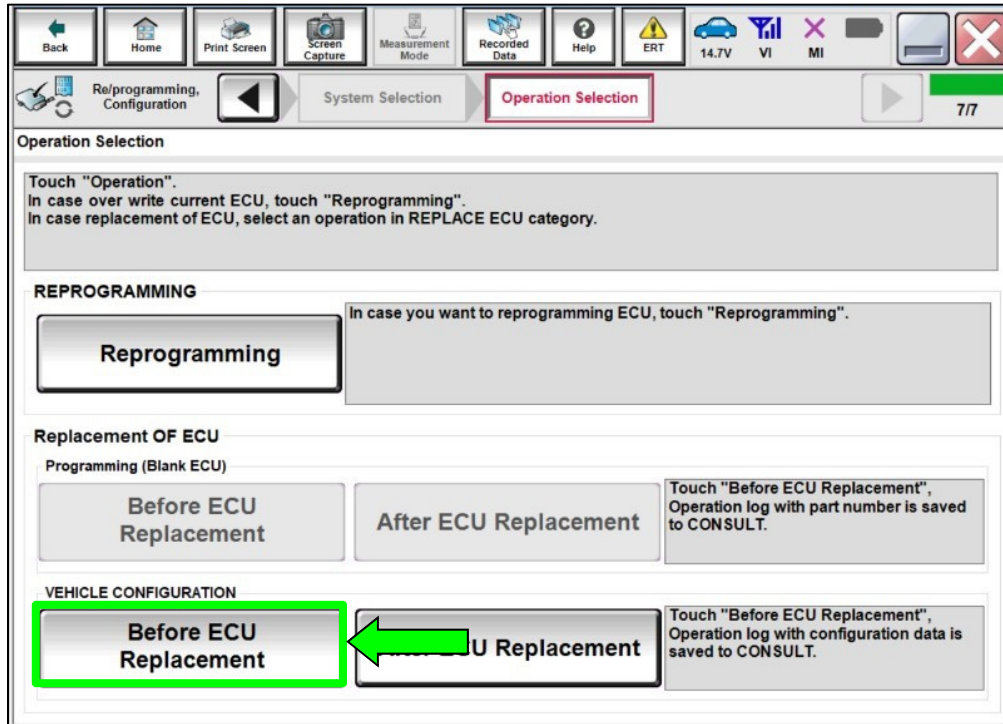 Back
Home
Print Screen
Screen
Capture
Measurement
Mode
Recorded
Data
Help
ERT
14.7V
VI
MI
Re/programming,
Configuration
System Selection
Operation Selection
7/7
Operation Selection
Touch "Operation".
In case over write current ECU, touch "Reprogramming".
In case replacement of ECU, select an operation in REPLACE ECU category.
REPROGRAMMING
Reprogramming
In case you want to reprogramming ECU, touch "Reprogramming".
Replacement OF ECU
Programming (Blank ECU)
Before ECU
Replacement
After ECU Replacement
Touch "Before ECU Replacement",
Operation log with part number is saved
to CONSULT.
VEHICLE CONFIGURATION
Before ECU
Replacement
ECU Replacement
Touch "Before ECU Replacement",
Operation log with configuration data is
saved to CONSULT.